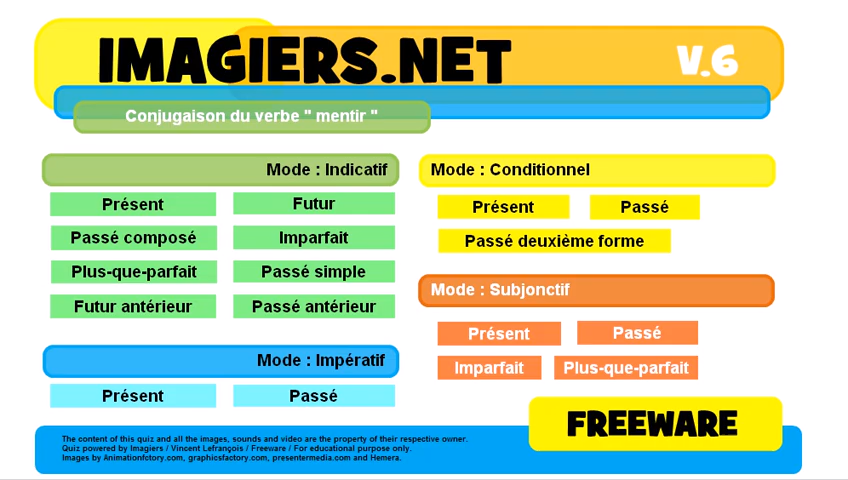 IMAGIERS.NET
V.6
Conjugaison du verbe " mentir "
Mode : Indicatif
Présent
Futur
Passé composé
Imparfait
Plus-que-parfait
Passé simple
Futur antérieur
Passé antérieur
Mode : Impératif
Présent
Passé
Mode : Conditionnel
Présent
Passé
Passé deuxième forme
Mode : Subjonctif
Présent
Passé
Imparfait
Plus-que-parfait
FREEWARE
The content of this quiz and all the images, sounds and video are the property of their respective owner.
Quiz powered by Imagiers / Vincent Lefrançois / Freeware / For educational purpose only.
Images by Animationfctory.com, graphicsfactory.com, presentermedia.com and Hemera.